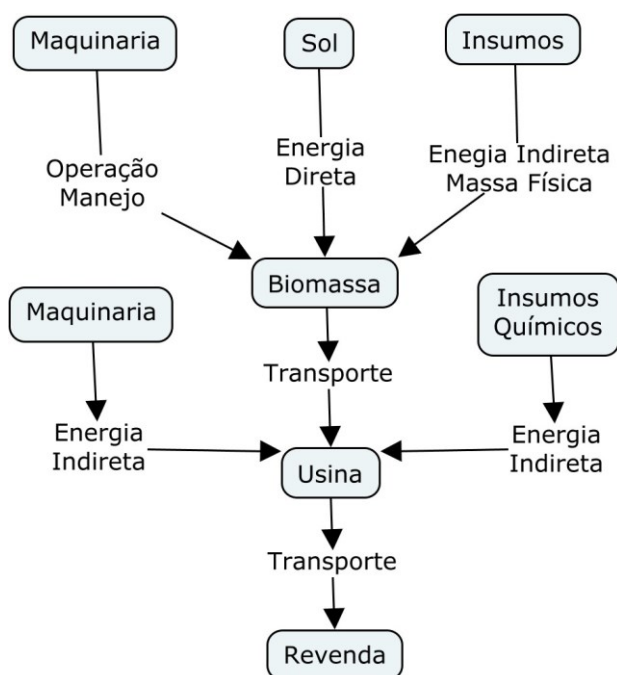 Maquinaria
Sol
Insumos
Operação
Manejo
Energia
Direta
Enegia Indireta
Massa Física
Biomassa
Maquinaria
Insumos
Químicos
Transporte
Energia
Indireta
Energia
Indireta
Usina
Transporte
Revenda